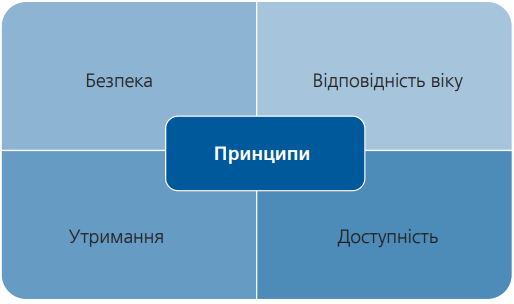 Безпека
Відповідність віку
Принципи
Утримання
Доступність